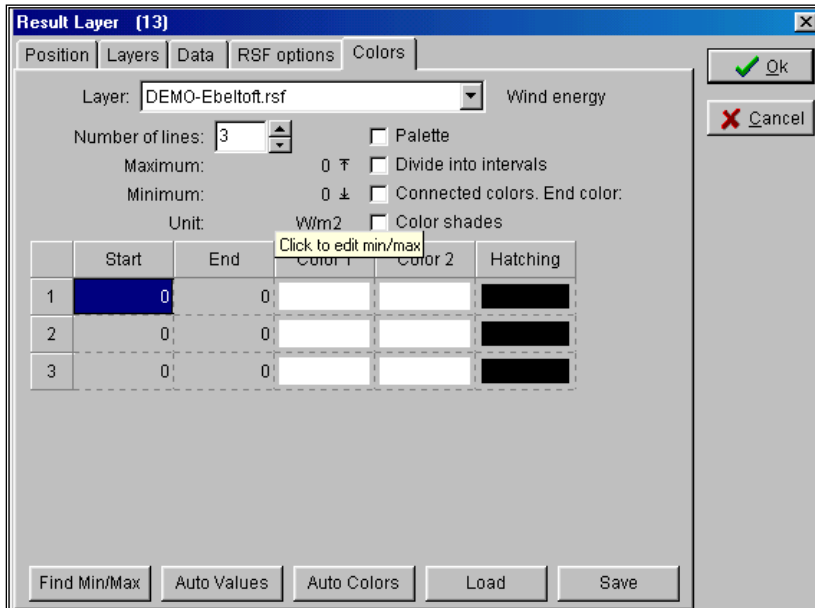 Result Layer (13)
Position Layers Data RSF options Colors
Ok
Cancel
Layer: DEMO-Ebeltoft.rsf Wind energy
Number of lines: 3 Palette
Maximum: 0 Divide into intervals
Minimum: 0 Connected colors. End color:
Unit: W/m2 Color shades
Click to edit min/max
Start End Color 1 Color 2 Hatching
1 0 0
2 0 0
3 0 0
Find Min/Max Auto Values Auto Colors Load Save